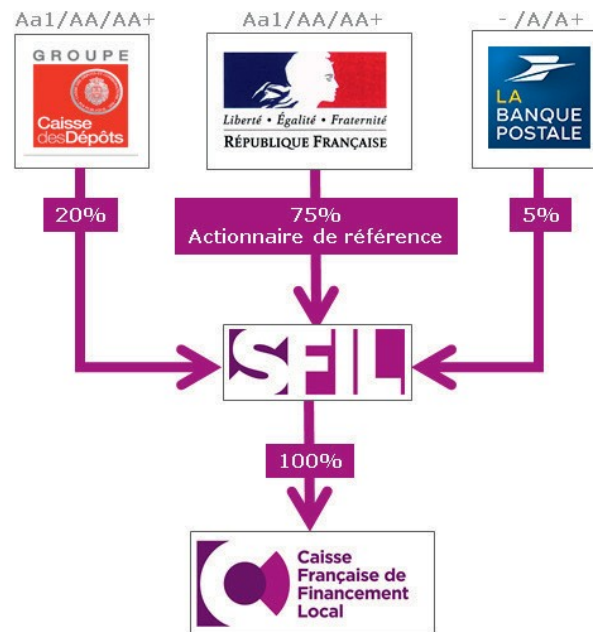 Aa1/AA/AA+
Aa1/AA/AA+
- /A/A+
GROUPE
Caisse
desDépôts
Liberté • Égalité • Fraternité
RÉPUBLIQUE FRANÇAISE
LA
BANQUE
POSTALE
20%
75%
Actionnaire de référence
5%
SFIL
100%
Caisse
Française de
Financement
Local